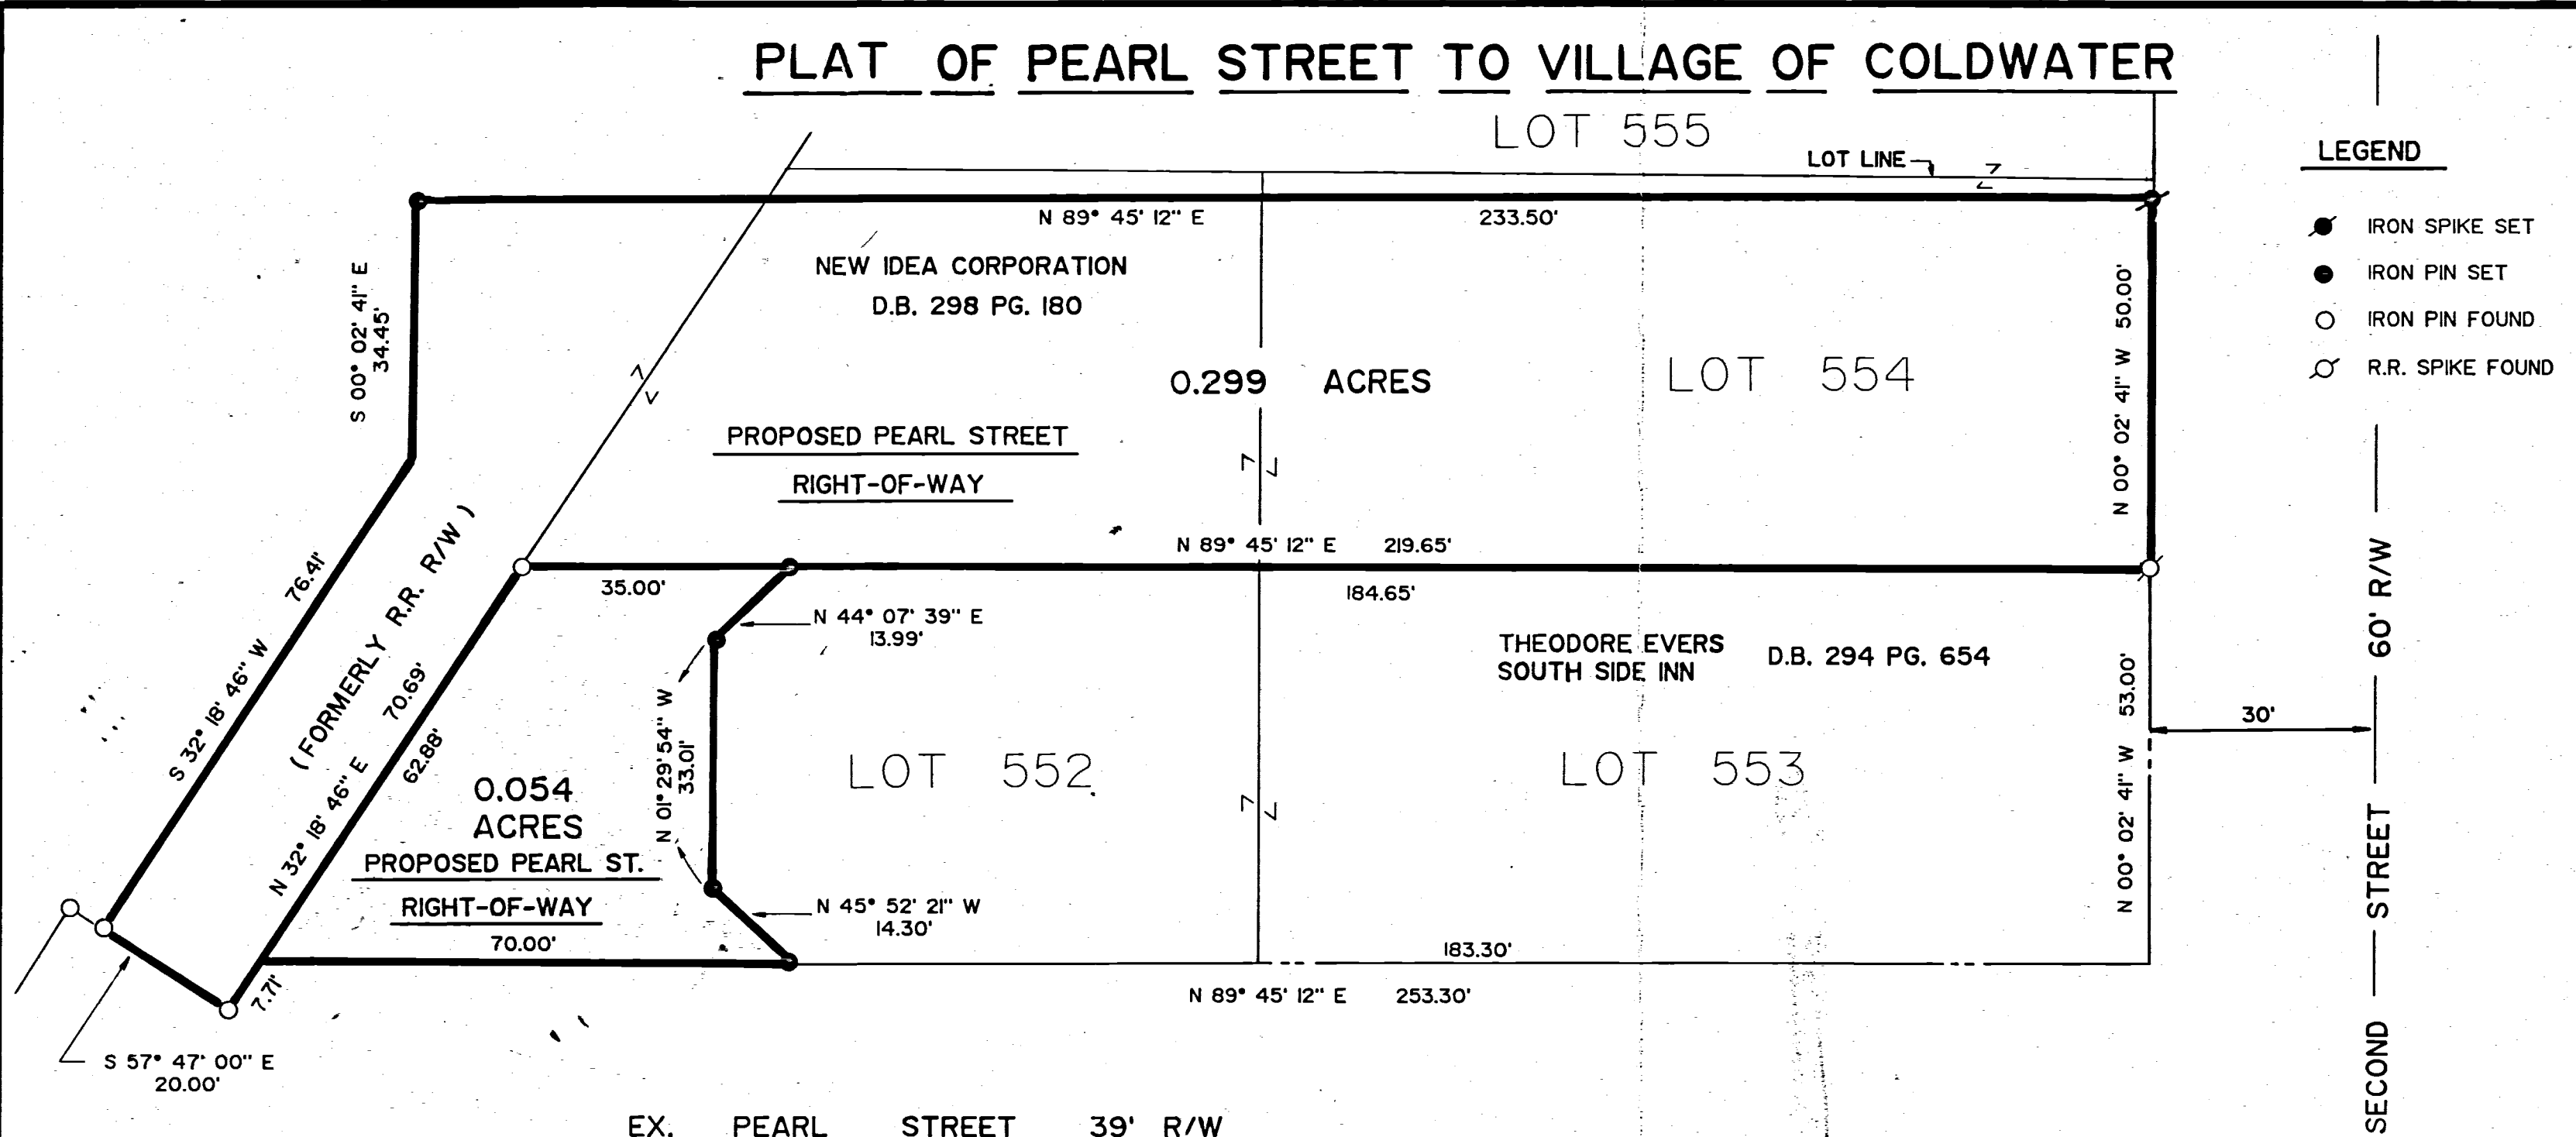 PLAT OF PEARL STREET TO VILLAGE OF COLDWATER
LOT 555
LOT LINE
LEGEND
IRON SPIKE SET
IRON PIN SET
IRON PIN FOUND
R.R. SPIKE FOUND
N 89° 45' 12" E 233.50'
NEW IDEA CORPORATION
D.B. 298 PG. 180
S 00° 02' 41" E
34.45'
N 00° 02' 41" W 50.00'
0.299 ACRES
LOT 554
PROPOSED PEARL STREET
RIGHT-OF-WAY
N 89° 45' 12" E 219.65'
35.00'
184.65'
S 32° 18' 46" W 76.41'
(FORMERLY R.R. R/W)
N 32° 18' 46" E 70.69'
62.88'
N 44° 07' 39" E
13.99'
THEODORE EVERS
SOUTH SIDE INN
D.B. 294 PG. 654
N 01° 29' 54" W
33.01'
LOT 552
LOT 553
0.054
ACRES
PROPOSED PEARL ST.
RIGHT-OF-WAY
70.00'
N 45° 52' 21" W
14.30'
183.30'
N 89° 45' 12" E 253.30'
N 00° 02' 41" W 53.00'
30'
SECOND STREET 60' R/W
7.71'
S 57° 47' 00" E
20.00'
EX. PEARL STREET 39' R/W